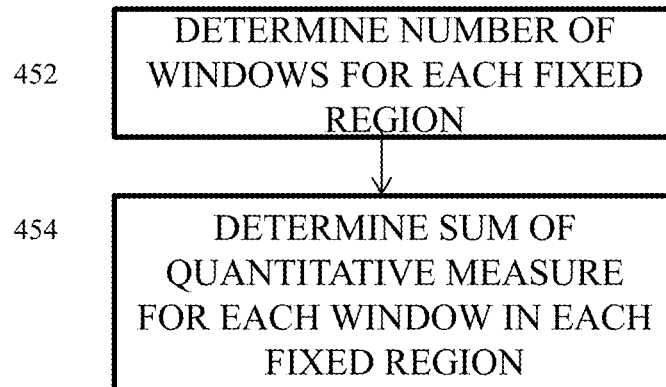 452
DETERMINE NUMBER OF
WINDOWS FOR EACH FIXED
REGION
454
DETERMINE SUM OF
QUANTITATIVE MEASURE
FOR EACH WINDOW IN EACH
FIXED REGION